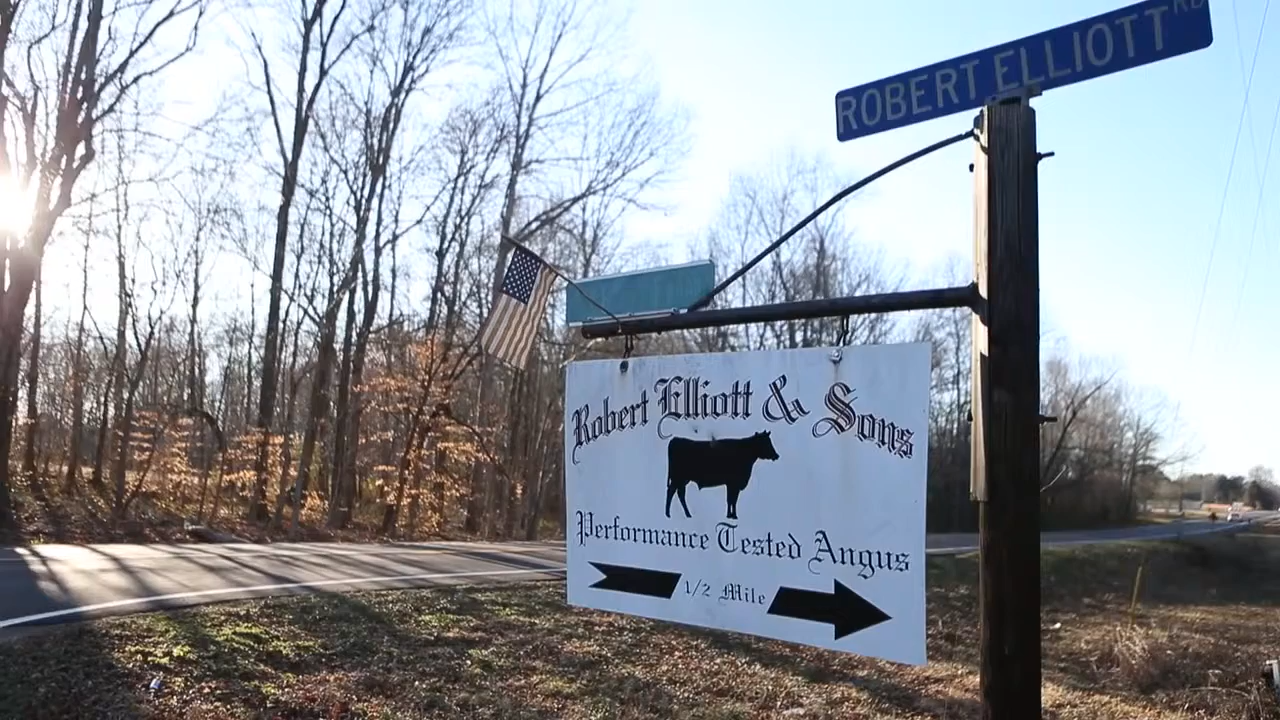 ROBERT ELLIOTT RD
Robert Elliott & Sons
Performance Tested Angus
1/2 Mile